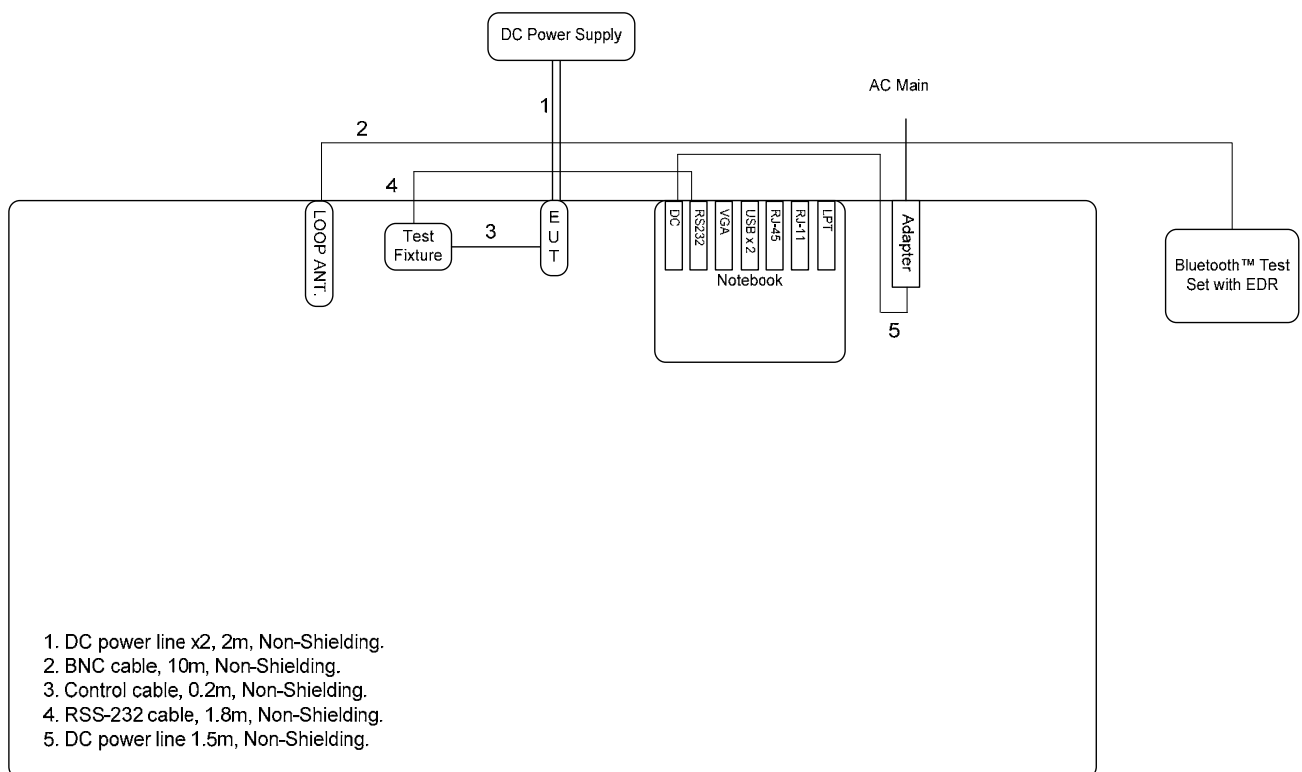 DC Power Supply
AC Main
1
2
4
LOOP ANT.
Test
Fixture
3
EUT
DC
RS232
VGA
USB x 2
RJ-45
RJ-11
LPT
Notebook
Adapter
5
Bluetooth™ Test
Set with EDR
1. DC power line x2, 2m, Non-Shielding.
2. BNC cable, 10m, Non-Shielding.
3. Control cable, 0.2m, Non-Shielding.
4. RSS-232 cable, 1.8m, Non-Shielding.
5. DC power line 1.5m, Non-Shielding.